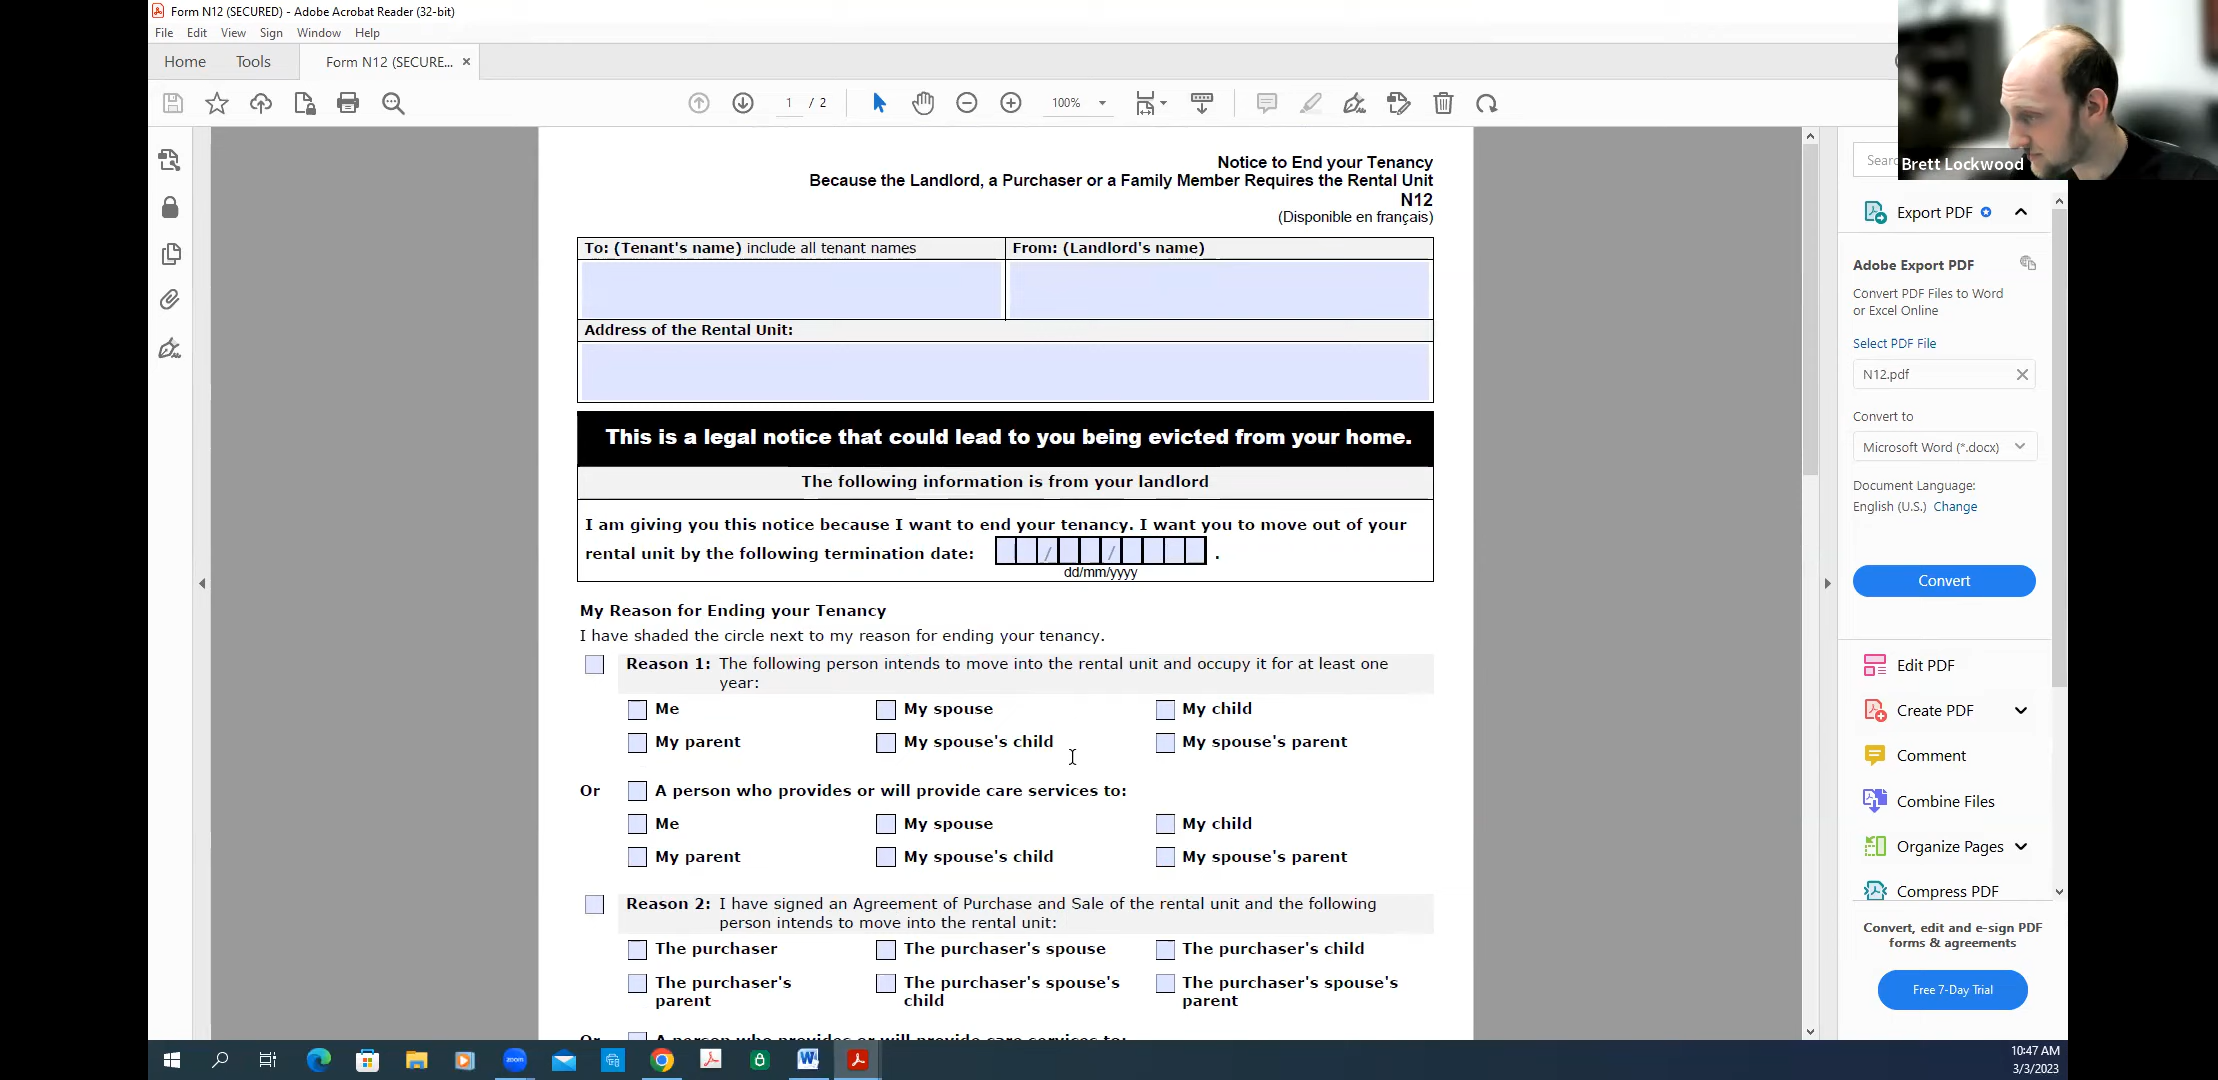 Form N12 (SECURED) - Adobe Acrobat Reader (32-bit)
File Edit View Sign Window Help
Home Tools Form N12 (SECURE... ×
1 / 2 100%
Brett Lockwood
Notice to End your Tenancy
Because the Landlord, a Purchaser or a Family Member Requires the Rental Unit
N12
(Disponible en français)
To: (Tenant's name) include all tenant names
From: (Landlord's name)
Address of the Rental Unit:
This is a legal notice that could lead to you being evicted from your home.
The following information is from your landlord
I am giving you this notice because I want to end your tenancy. I want you to move out of your
rental unit by the following termination date: / / .
dd/mm/yyyy
My Reason for Ending your Tenancy
I have shaded the circle next to my reason for ending your tenancy.
Reason 1: The following person intends to move into the rental unit and occupy it for at least one
year:
Me My spouse My child
My parent My spouse's child My spouse's parent
Or A person who provides or will provide care services to:
Me My spouse My child
My parent My spouse's child My spouse's parent
Reason 2: I have signed an Agreement of Purchase and Sale of the rental unit and the following
person intends to move into the rental unit:
The purchaser The purchaser's spouse The purchaser's child
The purchaser's The purchaser's spouse's The purchaser's spouse's
parent child parent
Or A person who provides or will provide care services to:
Sear
Export PDF
Adobe Export PDF
Convert PDF Files to Word
or Excel Online
Select PDF File
N12.pdf
Convert to
Microsoft Word (*.docx)
Document Language:
English (U.S.) Change
Convert
Edit PDF
Create PDF
Comment
Combine Files
Organize Pages
Compress PDF
Convert, edit and e-sign PDF
forms & agreements
Free 7-Day Trial
zoom
W
10:47 AM
3/3/2023